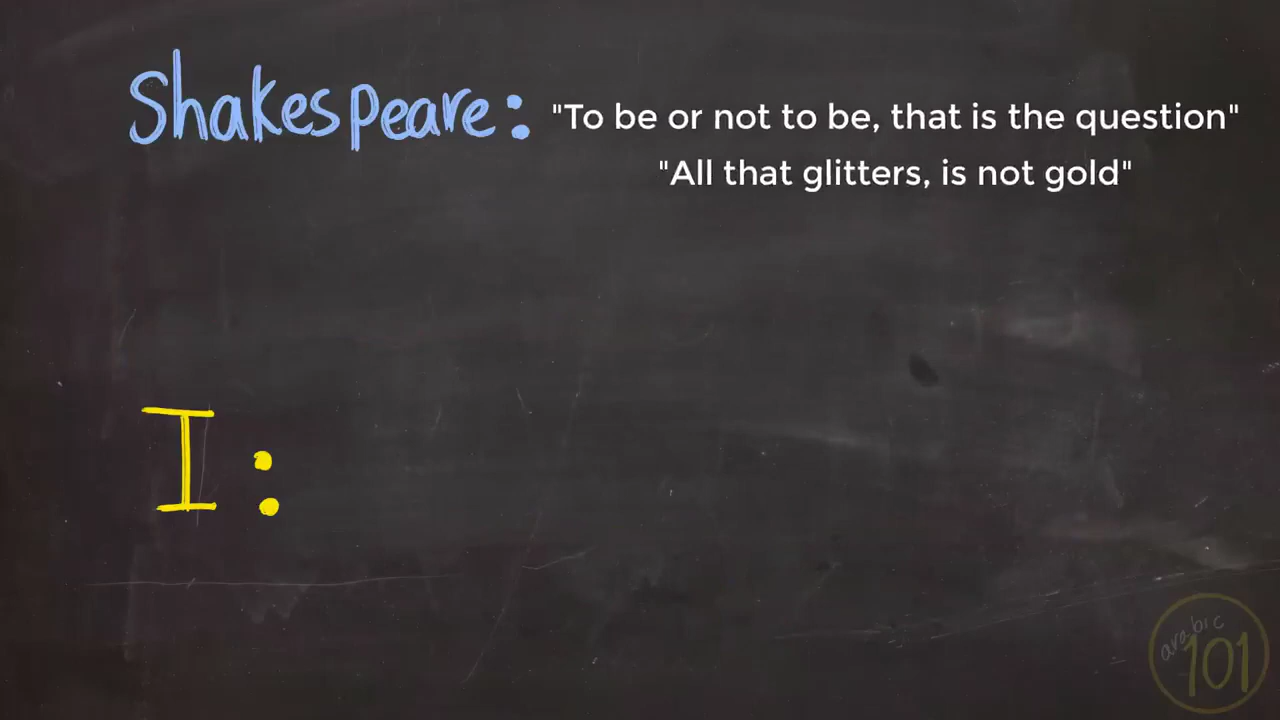 Shakespeare: "To be or not to be, that is the question"
"All that glitters, is not gold"
I:
arabic
101